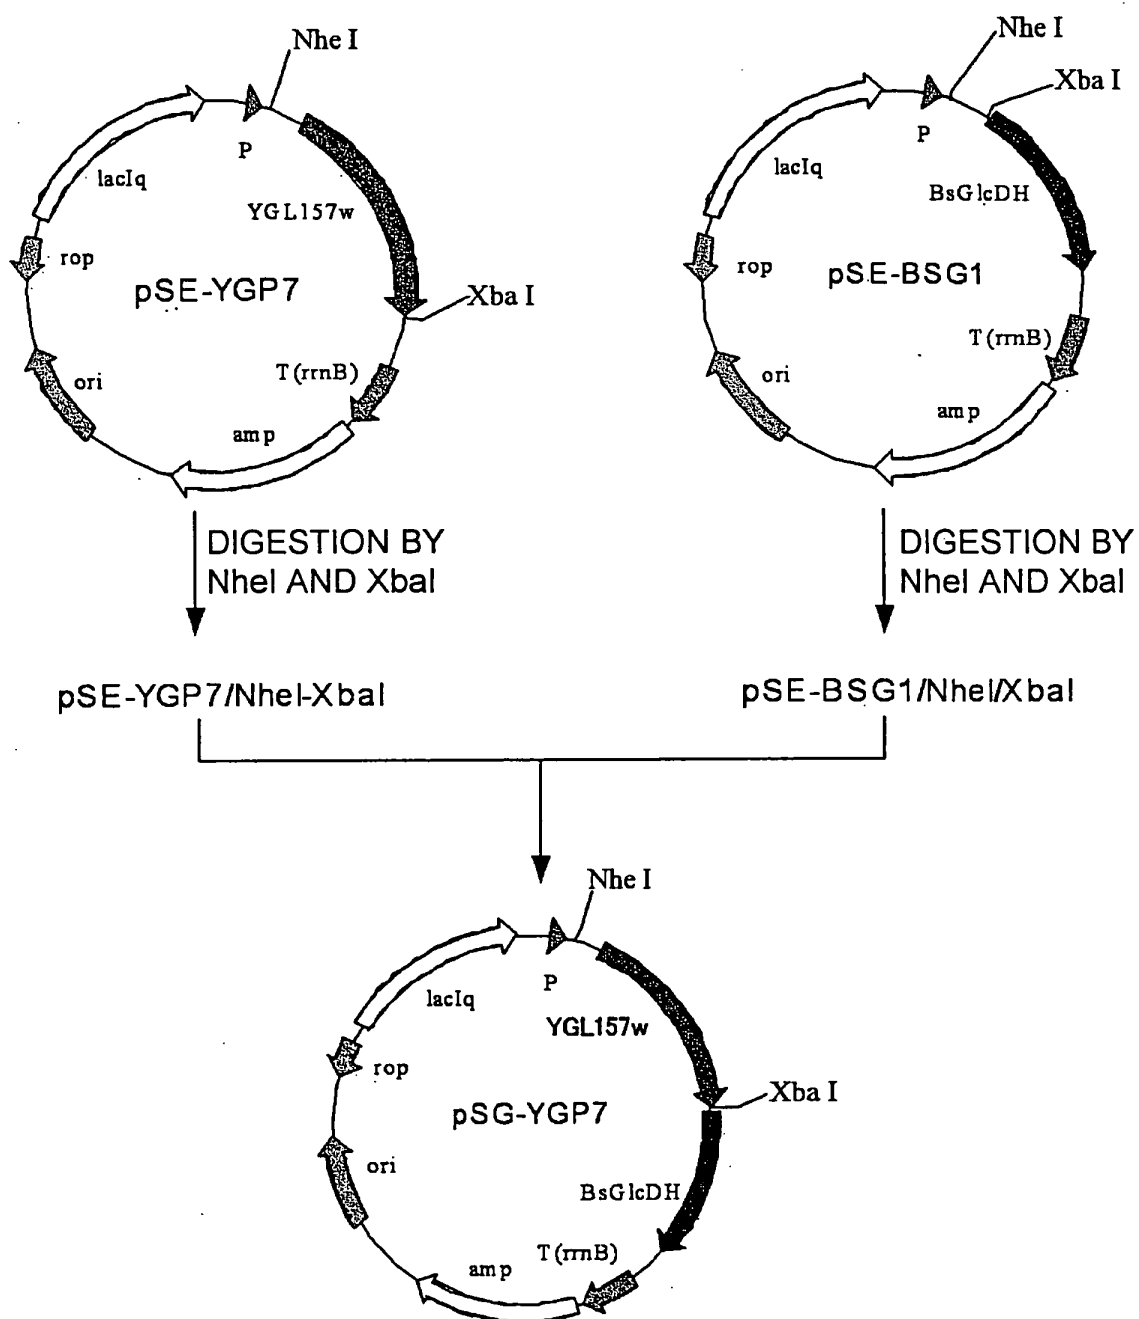 Nhe I
P
lacIq
YGL157w
rop
pSE-YGP7
Xba I
T(rrnB)
ori
amp
Nhe I
Xba I
P
lacIq
BsGlcDH
rop
pSE-BSG1
T(rrnB)
ori
amp
DIGESTION BY
NheI AND XbaI
DIGESTION BY
NheI AND XbaI
pSE-YGP7/NheI-XbaI
pSE-BSG1/NheI/XbaI
Nhe I
P
lacIq
YGL157w
rop
Xba I
pSG-YGP7
ori
BsGlcDH
T(rrnB)
amp